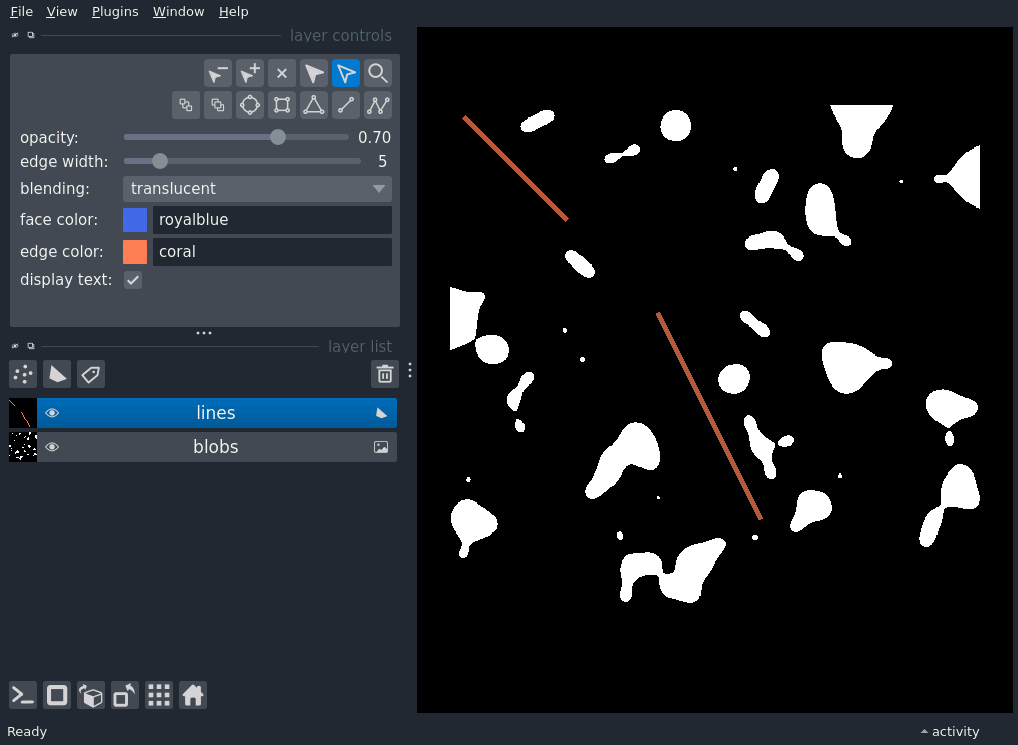 File View Plugins Window Help
layer controls
opacity: 0.70
edge width: 5
blending: translucent
face color: royalblue
edge color: coral
display text:
layer list
lines
blobs
Ready activity